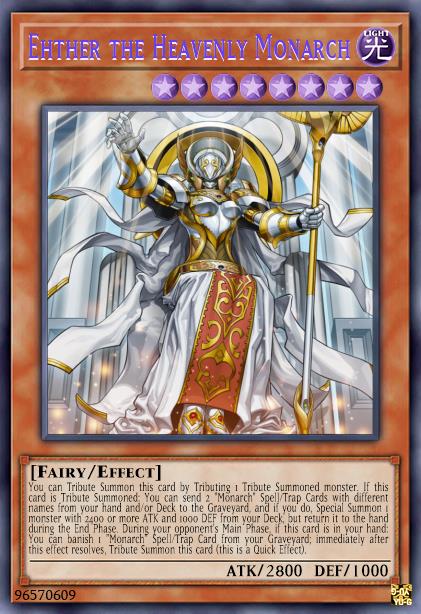 Ehther the Heavenly Monarch
LIGHT
光
[Fairy/Effect]
You can Tribute Summon this card by Tributing 1 Tribute Summoned monster. If this
card is Tribute Summoned: You can send 2 "Monarch" Spell/Trap Cards with different
names from your hand and/or Deck to the Graveyard, and if you do, Special Summon 1
monster with 2400 or more ATK and 1000 DEF from your Deck, but return it to the hand
during the End Phase. During your opponent's Main Phase, if this card is in your hand:
You can banish 1 "Monarch" Spell/Trap Card from your Graveyard; immediately after
this effect resolves, Tribute Summon this card (this is a Quick Effect).
ATK/2800 DEF/1000
96570609